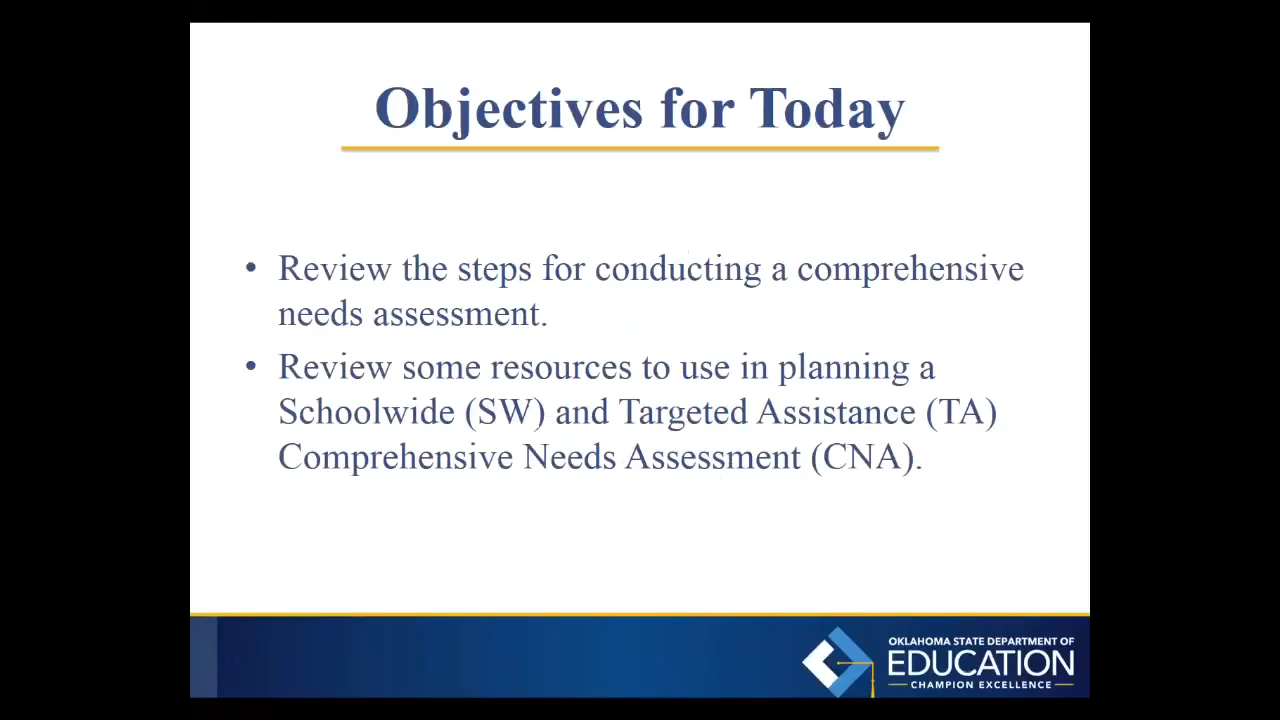 Objectives for Today
• Review the steps for conducting a comprehensive
needs assessment.
• Review some resources to use in planning a
Schoolwide (SW) and Targeted Assistance (TA)
Comprehensive Needs Assessment (CNA).
OKLAHOMA STATE DEPARTMENT OF
EDUCATION
CHAMPION EXCELLENCE